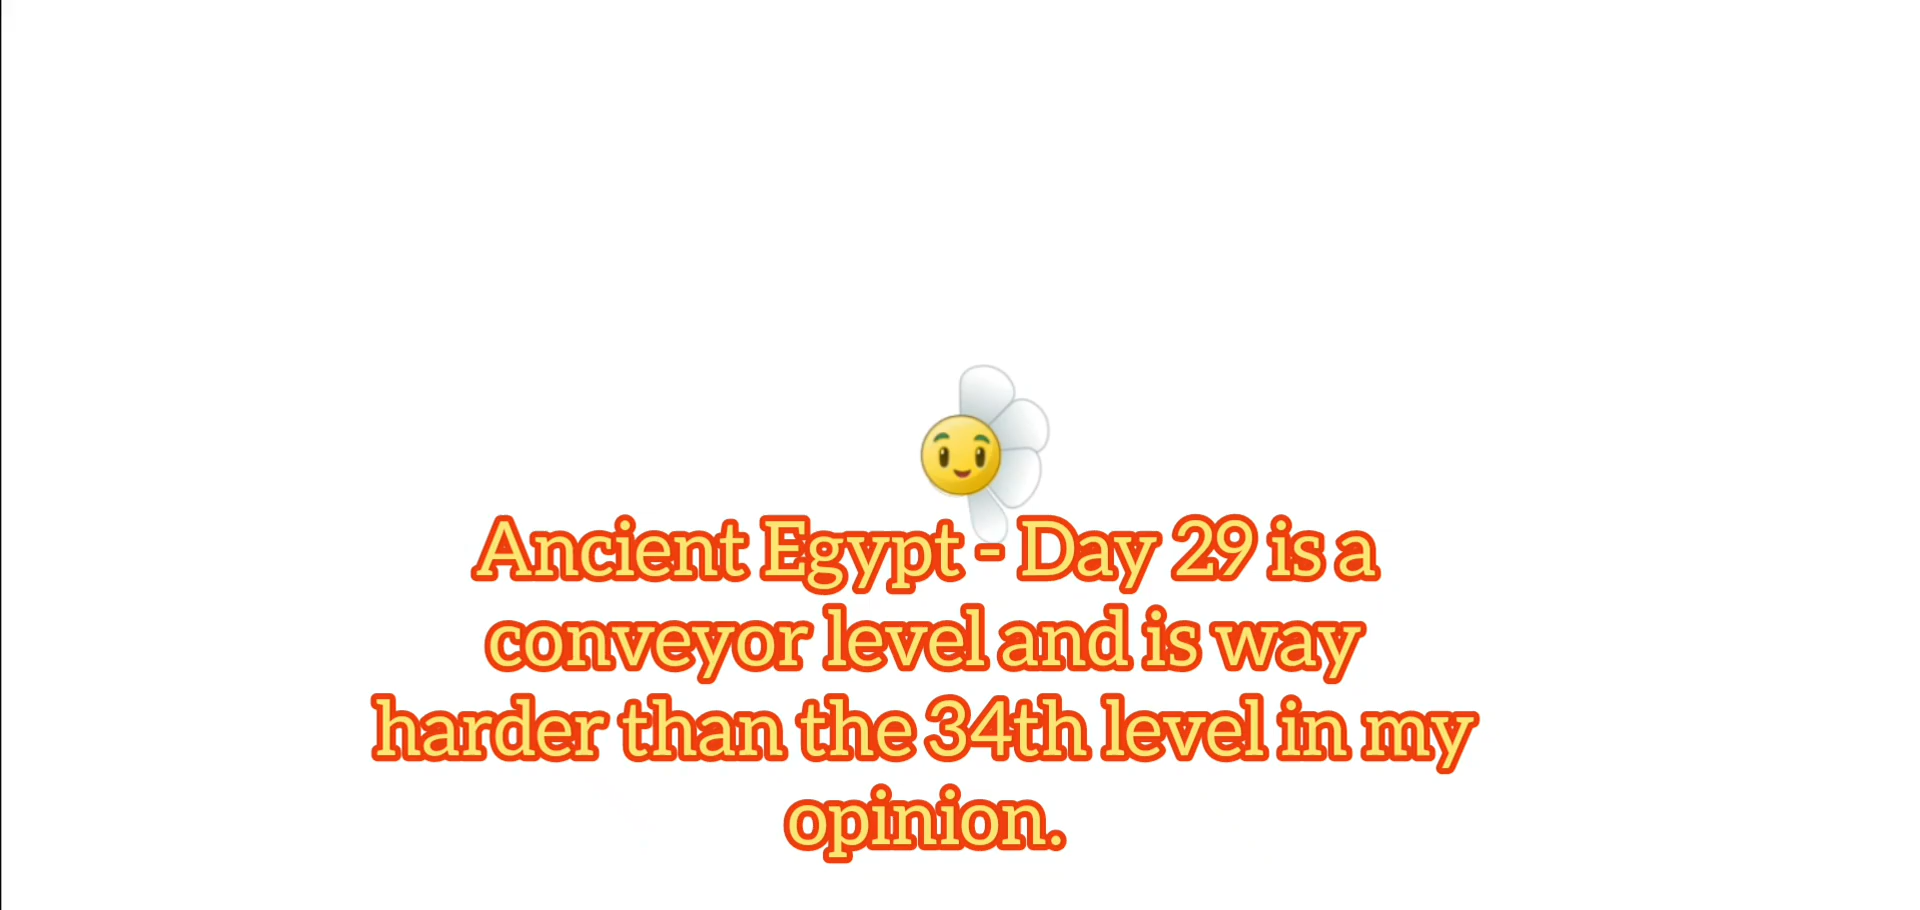 Ancient Egypt - Day 29 is a
conveyor level and is way
harder than the 34th level in my
opinion.